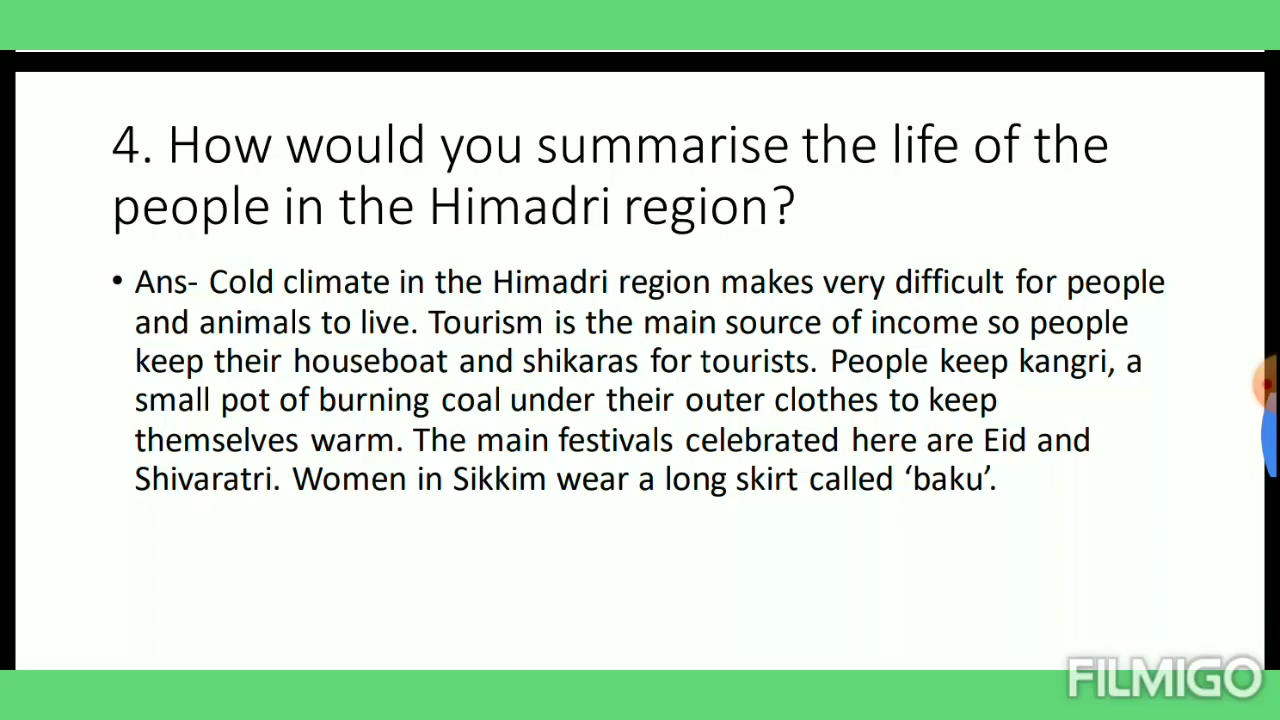 4. How would you summarise the life of the
people in the Himadri region?
• Ans- Cold climate in the Himadri region makes very difficult for people
and animals to live. Tourism is the main source of income so people
keep their houseboat and shikaras for tourists. People keep kangri, a
small pot of burning coal under their outer clothes to keep
themselves warm. The main festivals celebrated here are Eid and
Shivaratri. Women in Sikkim wear a long skirt called ‘baku’.
FILMIGO